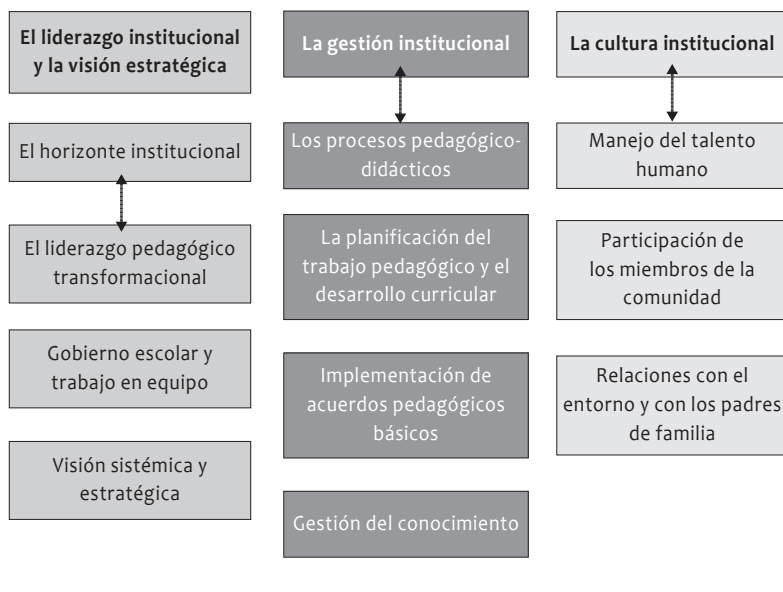 El liderazgo institucional
y la visión estratégica
El horizonte institucional
El liderazgo pedagógico
transformacional
Gobierno escolar y
trabajo en equipo
Visión sistémica y
estratégica
La gestión institucional
Los procesos pedagógico-
didácticos
La planificación del
trabajo pedagógico y el
desarrollo curricular
Implementación de
acuerdos pedagógicos
básicos
Gestión del conocimiento
La cultura institucional
Manejo del talento
humano
Participación de
los miembros de la
comunidad
Relaciones con el
entorno y con los padres
de familia